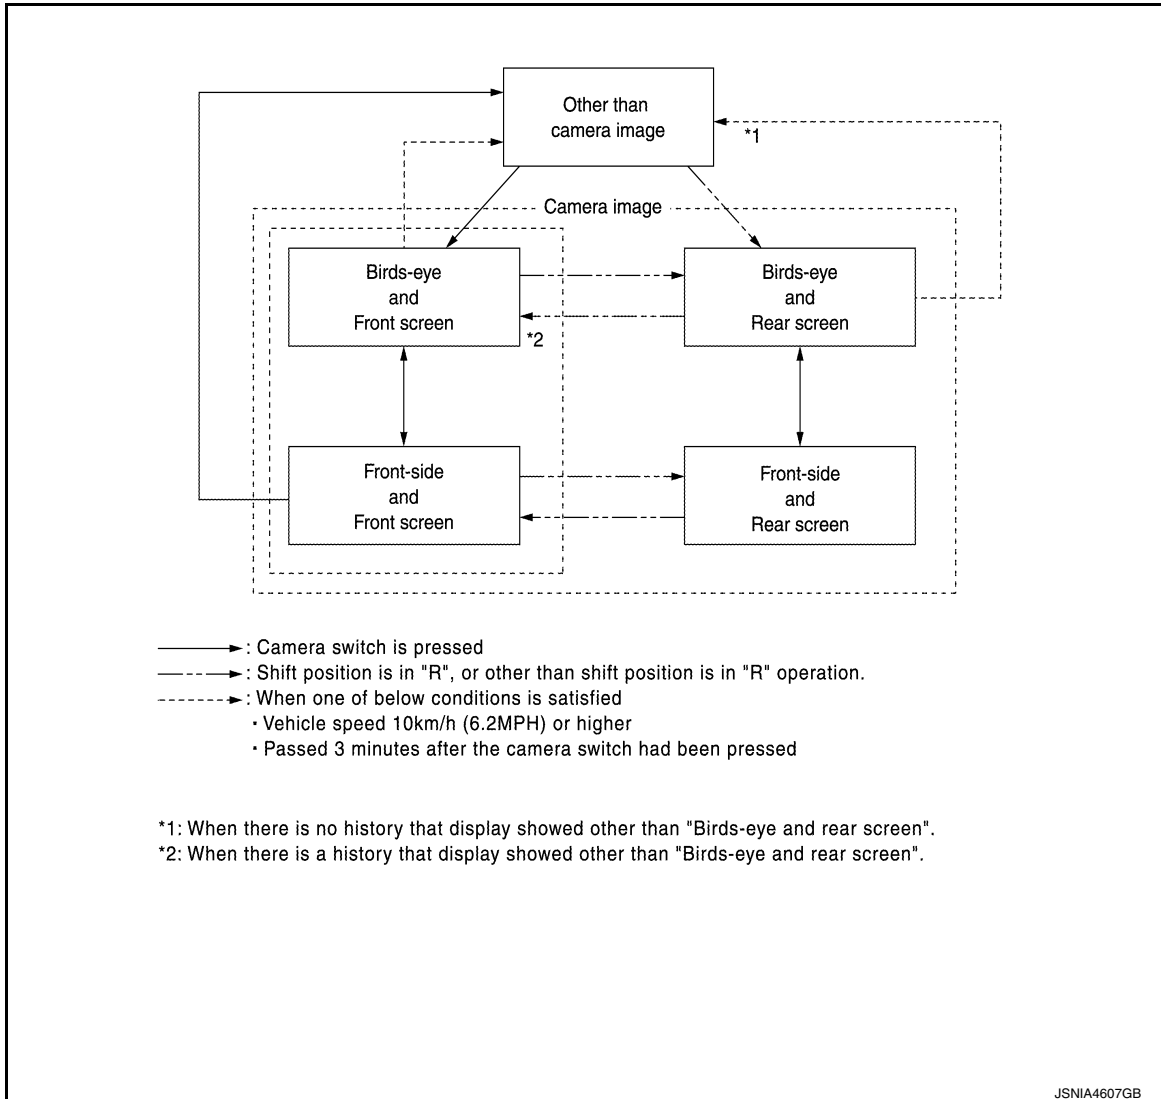 Other than
camera image
*1
Camera image
Birds-eye
and
Front screen
Birds-eye
and
Rear screen
*2
Front-side
and
Front screen
Front-side
and
Rear screen
: Camera switch is pressed
: Shift position is in "R", or other than shift position is in "R" operation.
: When one of below conditions is satisfied
・Vehicle speed 10km/h (6.2MPH) or higher
・Passed 3 minutes after the camera switch had been pressed
*1: When there is no history that display showed other than "Birds-eye and rear screen".
*2: When there is a history that display showed other than "Birds-eye and rear screen".
JSNIA4607GB